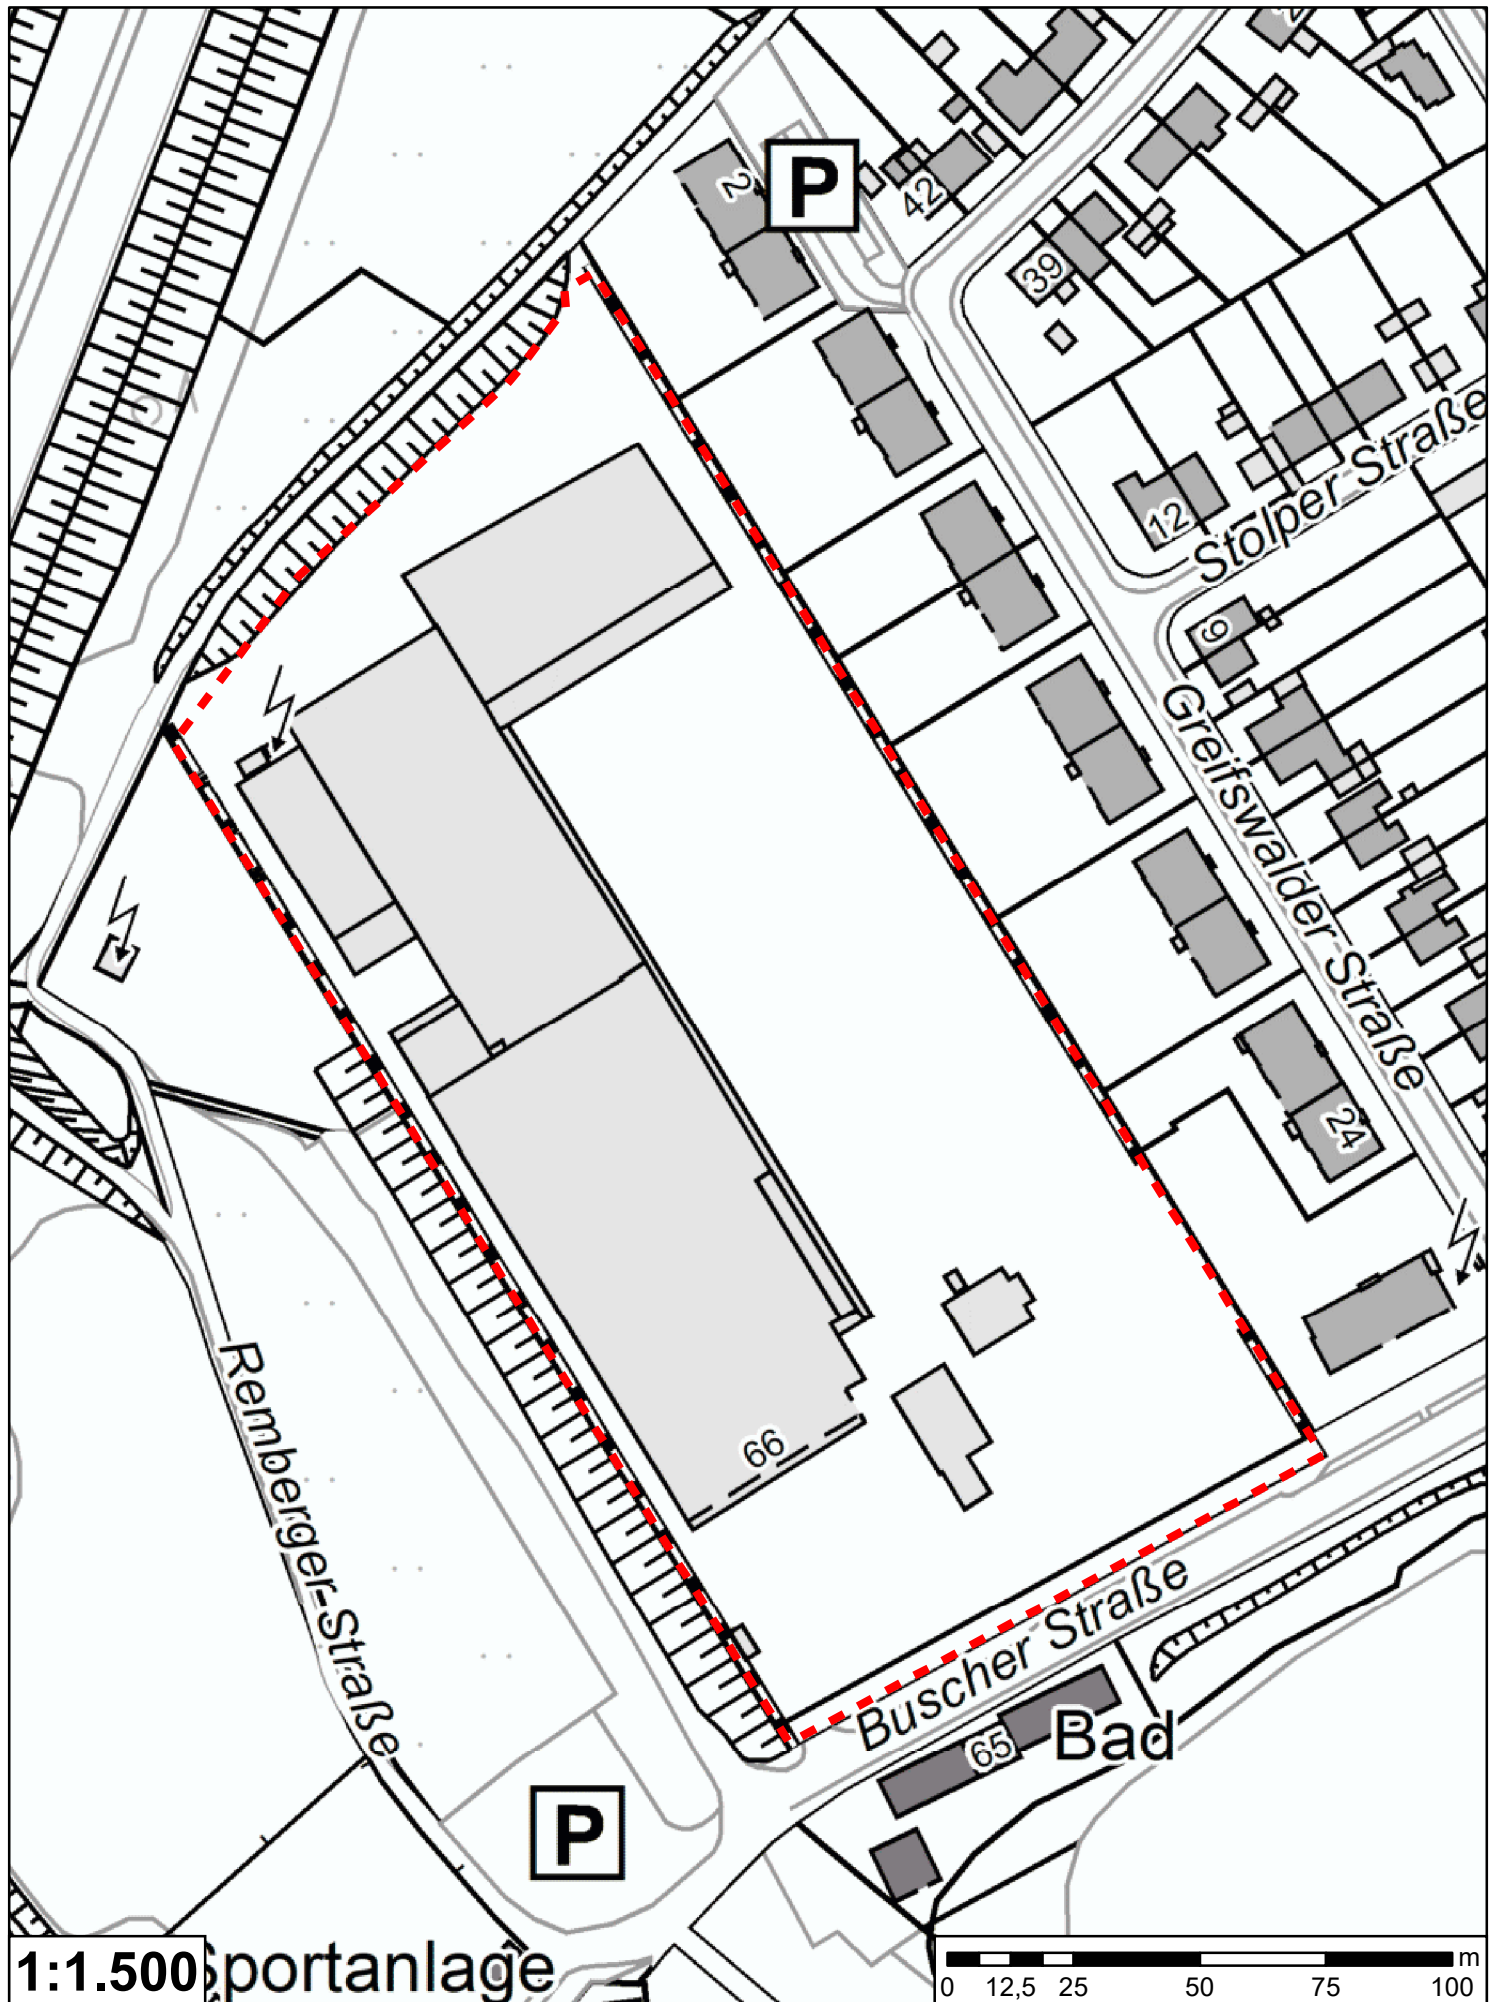 P
2
42
39
12
Stolper Straße
9
Greifswalder Straße
24
66
Remberger-Straße
Buscher Straße
65
Bad
P
1:1.500
Sportanlage
m
0 12,5 25 50 75 100